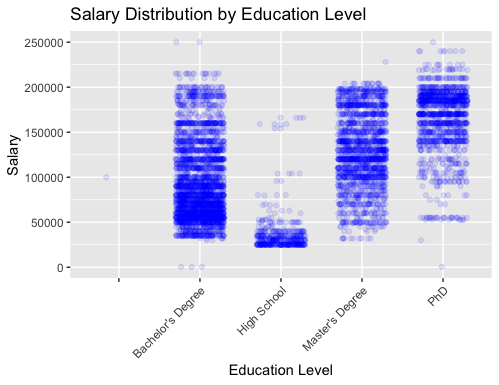 Salary Distribution by Education Level
Salary
250000
200000
150000
100000
50000
0
Bachelor's Degree
High School
Master's Degree
PhD
Education Level